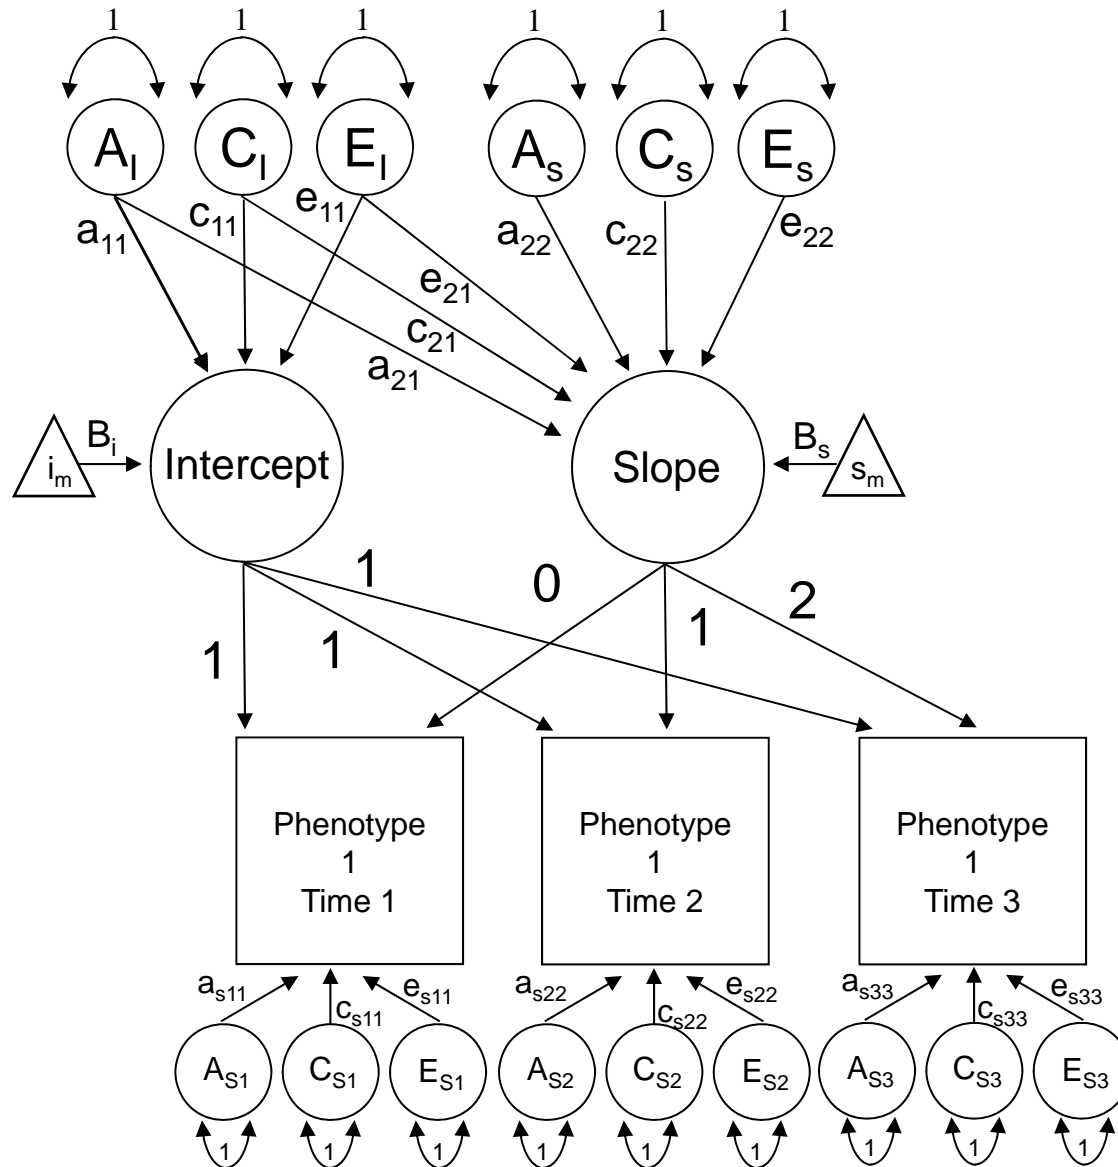 1 1 1 1 1 1
A_I C_I E_I A_s C_s E_s
a_11 c_11 e_11 a_22 c_22 e_22
e_21
c_21
a_21
i_m B_i Intercept Slope B_s s_m
1 1 1 0 1 2
Phenotype
1
Time 1
Phenotype
1
Time 2
Phenotype
1
Time 3
a_s11 c_s11 e_s11 a_s22 c_s22 e_s22 a_s33 c_s33 e_s33
A_S1 C_S1 E_S1 A_S2 C_S2 E_S2 A_S3 C_S3 E_S3
1 1 1 1 1 1 1 1 1